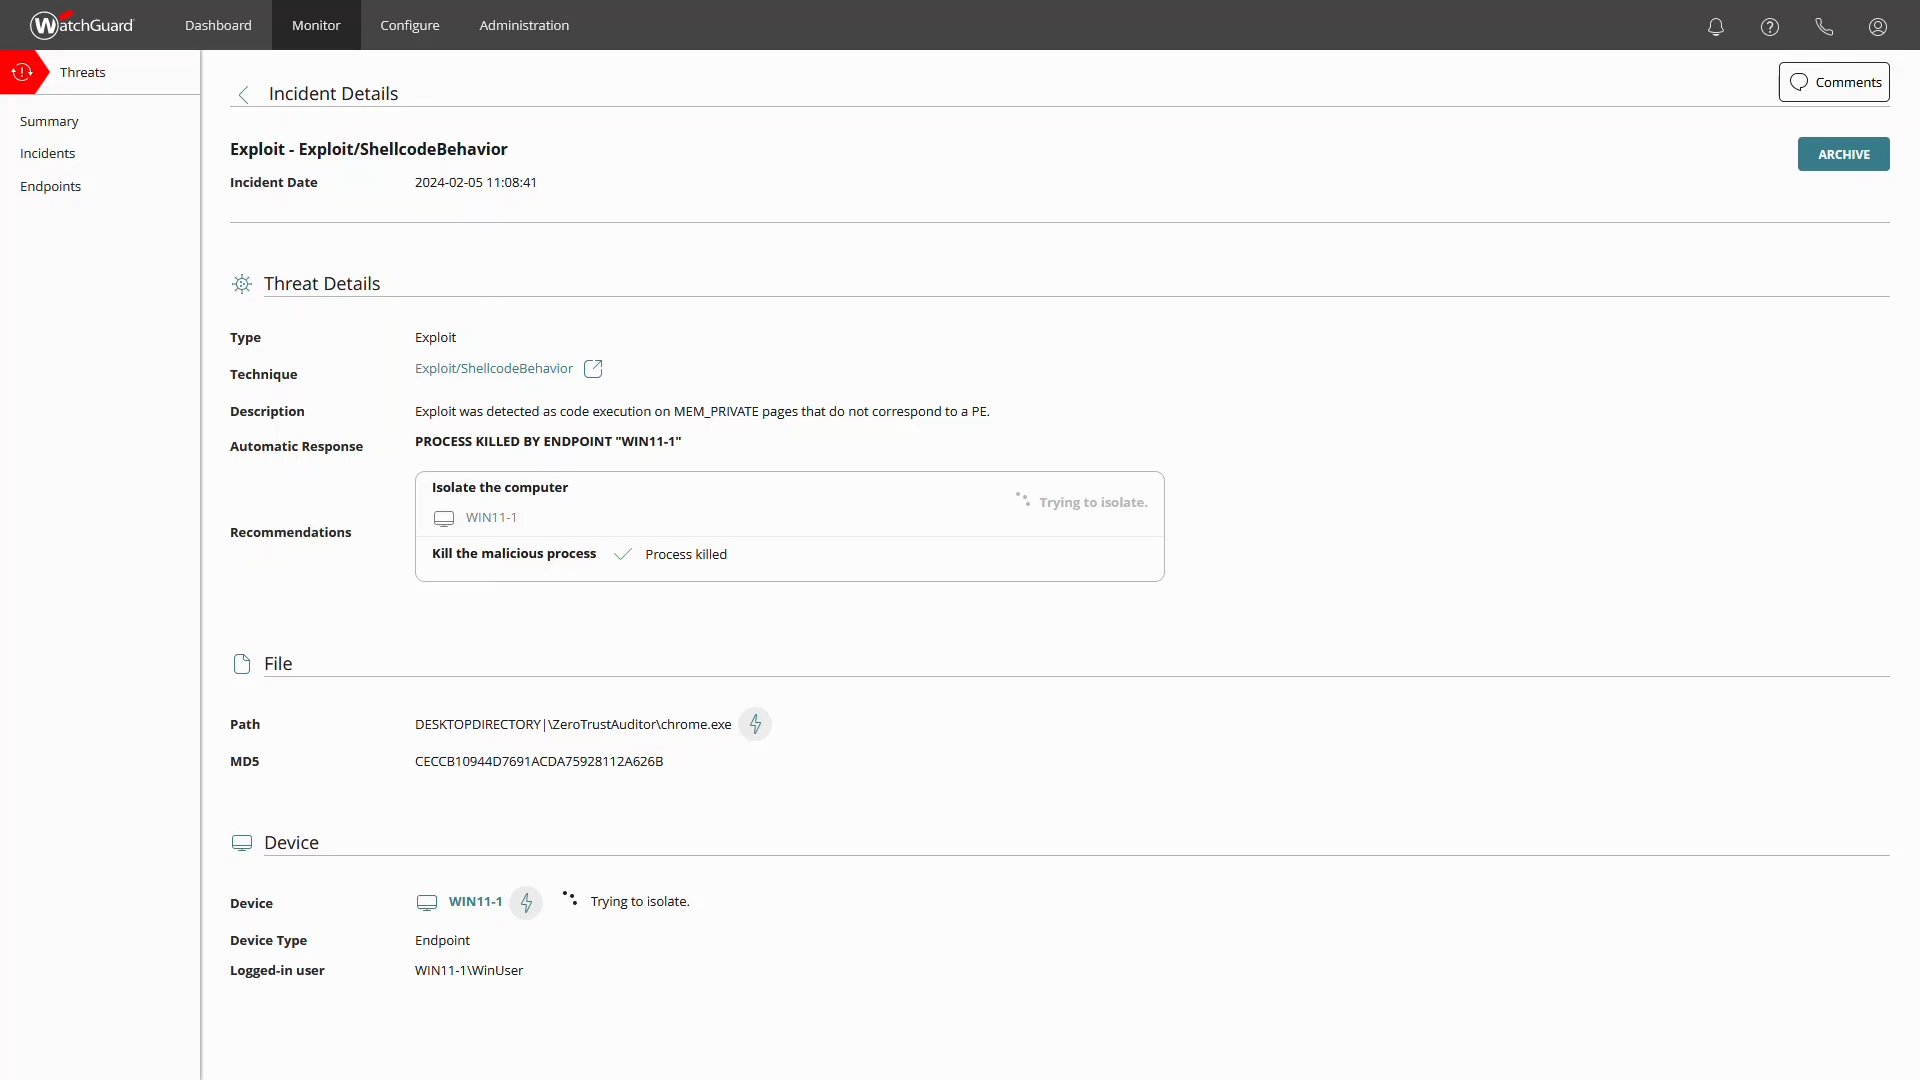 WatchGuard Dashboard Monitor Configure Administration
Threats
Summary
Incidents
Endpoints
Incident Details
Comments
Exploit - Exploit/ShellcodeBehavior
ARCHIVE
Incident Date 2024-02-05 11:08:41
Threat Details
Type Exploit
Technique Exploit/ShellcodeBehavior
Description Exploit was detected as code execution on MEM_PRIVATE pages that do not correspond to a PE.
Automatic Response PROCESS KILLED BY ENDPOINT "WIN11-1"
Recommendations
Isolate the computer
WIN11-1
Trying to isolate.
Kill the malicious process Process killed
File
Path DESKTOPDIRECTORY|\ZeroTrustAuditor\chrome.exe
MD5 CECCB10944D7691ACDA75928112A626B
Device
Device WIN11-1 Trying to isolate.
Device Type Endpoint
Logged-in user WIN11-1\WinUser